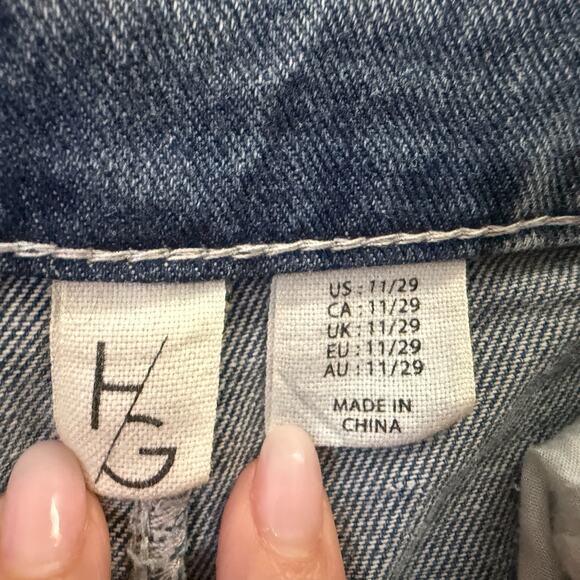 H/G
US : 11/29
CA : 11/29
UK : 11/29
EU : 11/29
AU : 11/29
MADE IN
CHINA